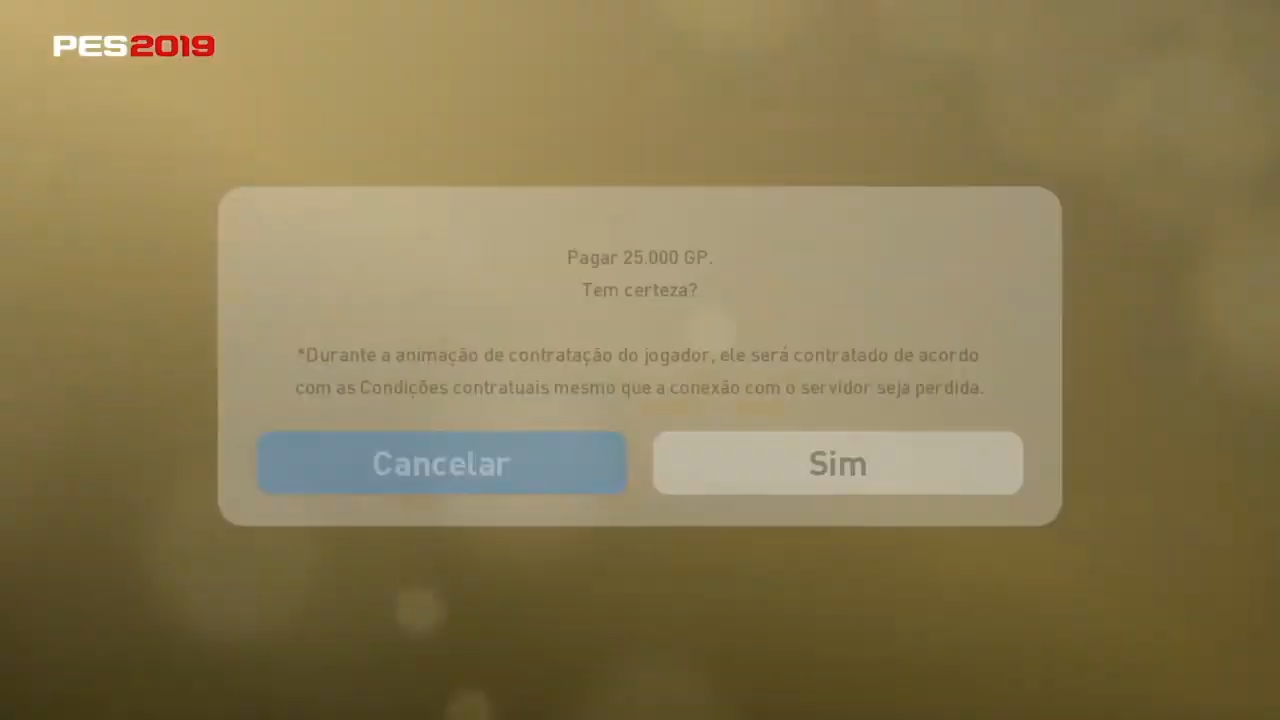 PES2019
Pagar 25.000 GP.
Tem certeza?
*Durante a animação de contratação do jogador, ele será contratado de acordo
com as Condições contratuais mesmo que a conexão com o servidor seja perdida.
Cancelar
Sim